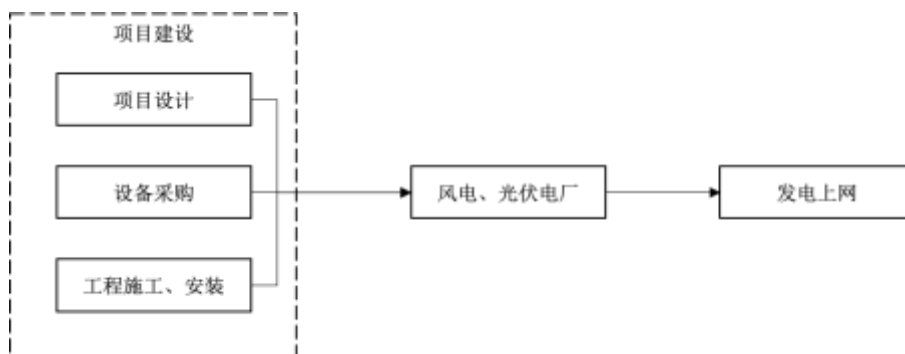 项目建设
项目设计
设备采购
工程施工、安装
风电、光伏电厂
发电上网